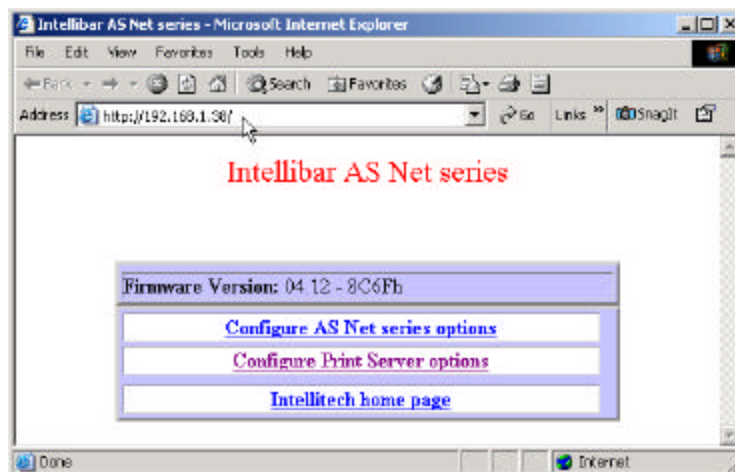 Intellibar AS Net series - Microsoft Internet Explorer
File Edit View Favorites Tools Help
Back Search Favorites
Address http://192.168.1.38/ Go Links » SnagIt
Intellibar AS Net series
Firmware Version: 04.12 - 8C6Fh
Configure AS Net series options
Configure Print Server options
Intellitech home page
Done Internet